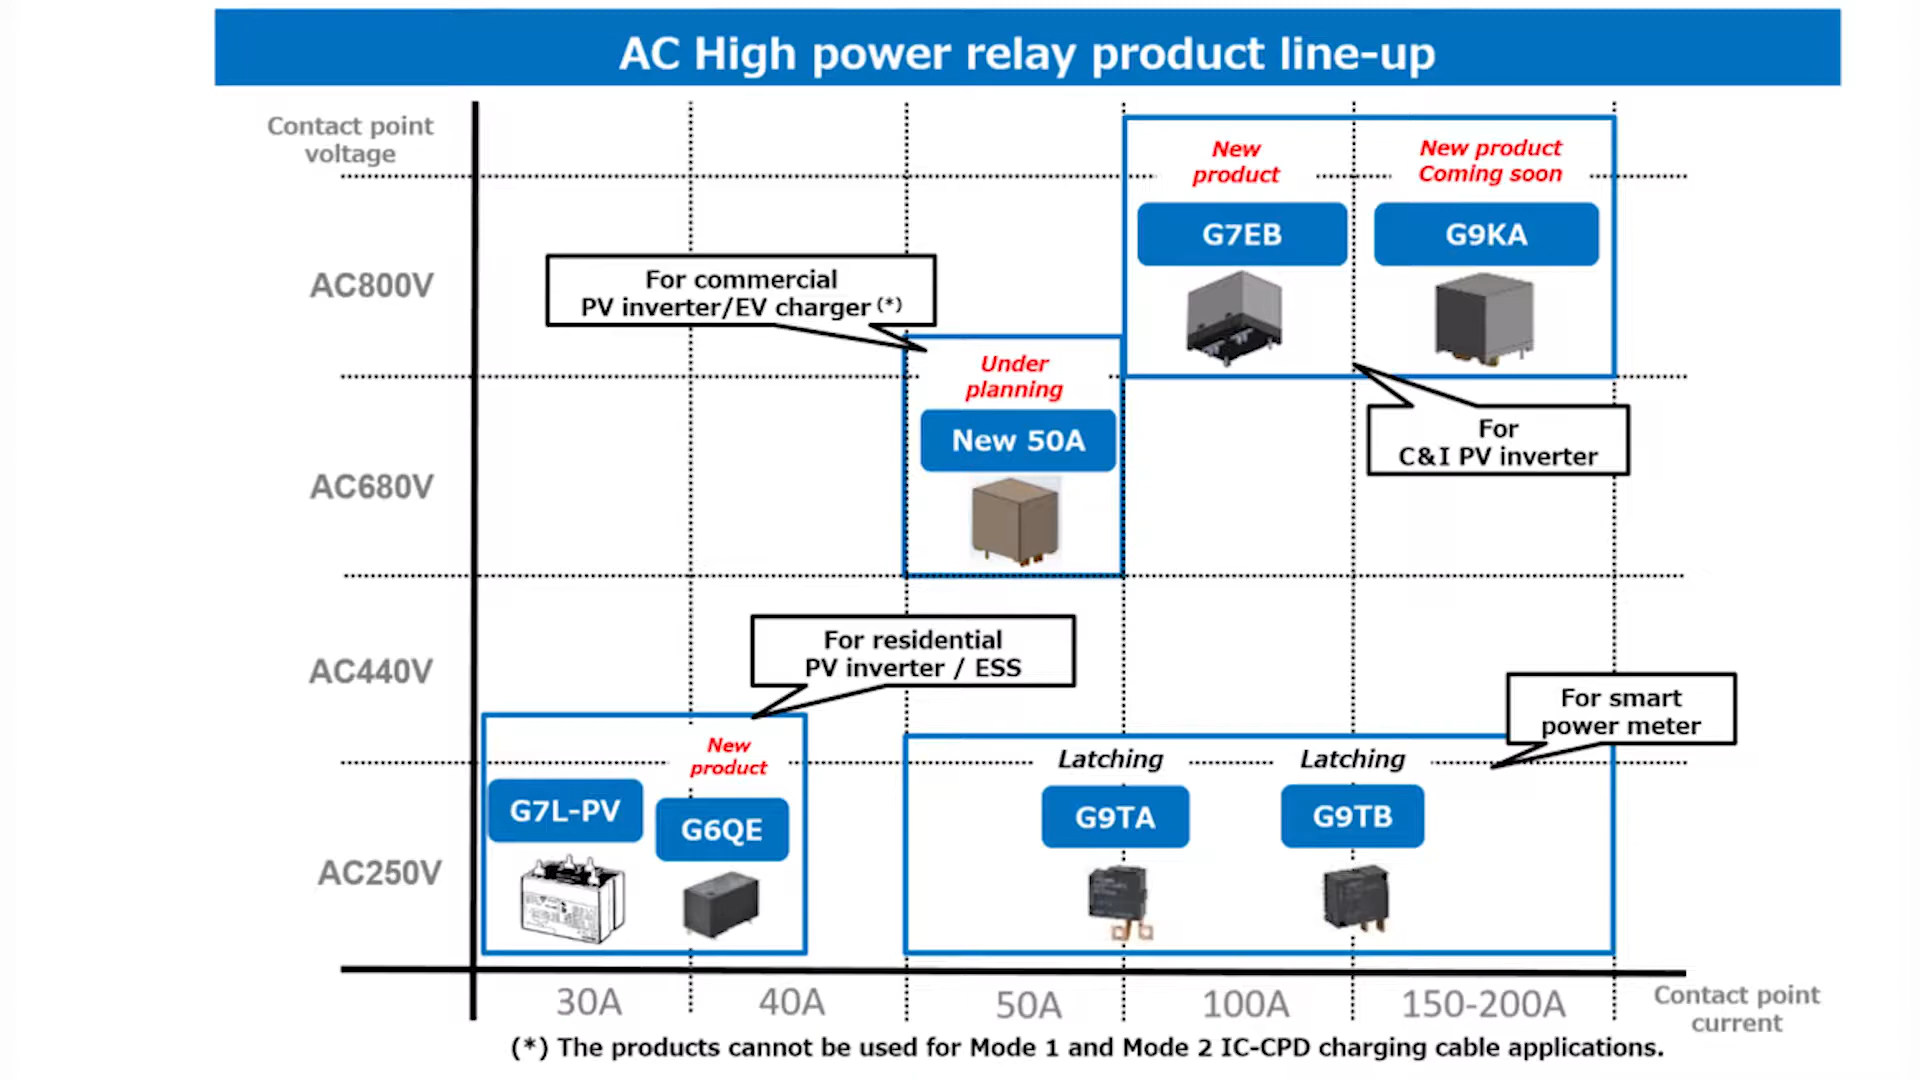 AC High power relay product line-up
Contact point
voltage
New
product
New product
Coming soon
G7EB
G9KA
AC800V
For commercial
PV inverter/EV charger (*)
Under
planning
New 50A
For
C&I PV inverter
AC680V
For residential
PV inverter / ESS
AC440V
For smart
power meter
New
product
Latching
Latching
G7L-PV
G6QE
G9TA
G9TB
AC250V
30A
40A
50A
100A
150-200A
Contact point
current
(*) The products cannot be used for Mode 1 and Mode 2 IC-CPD charging cable applications.